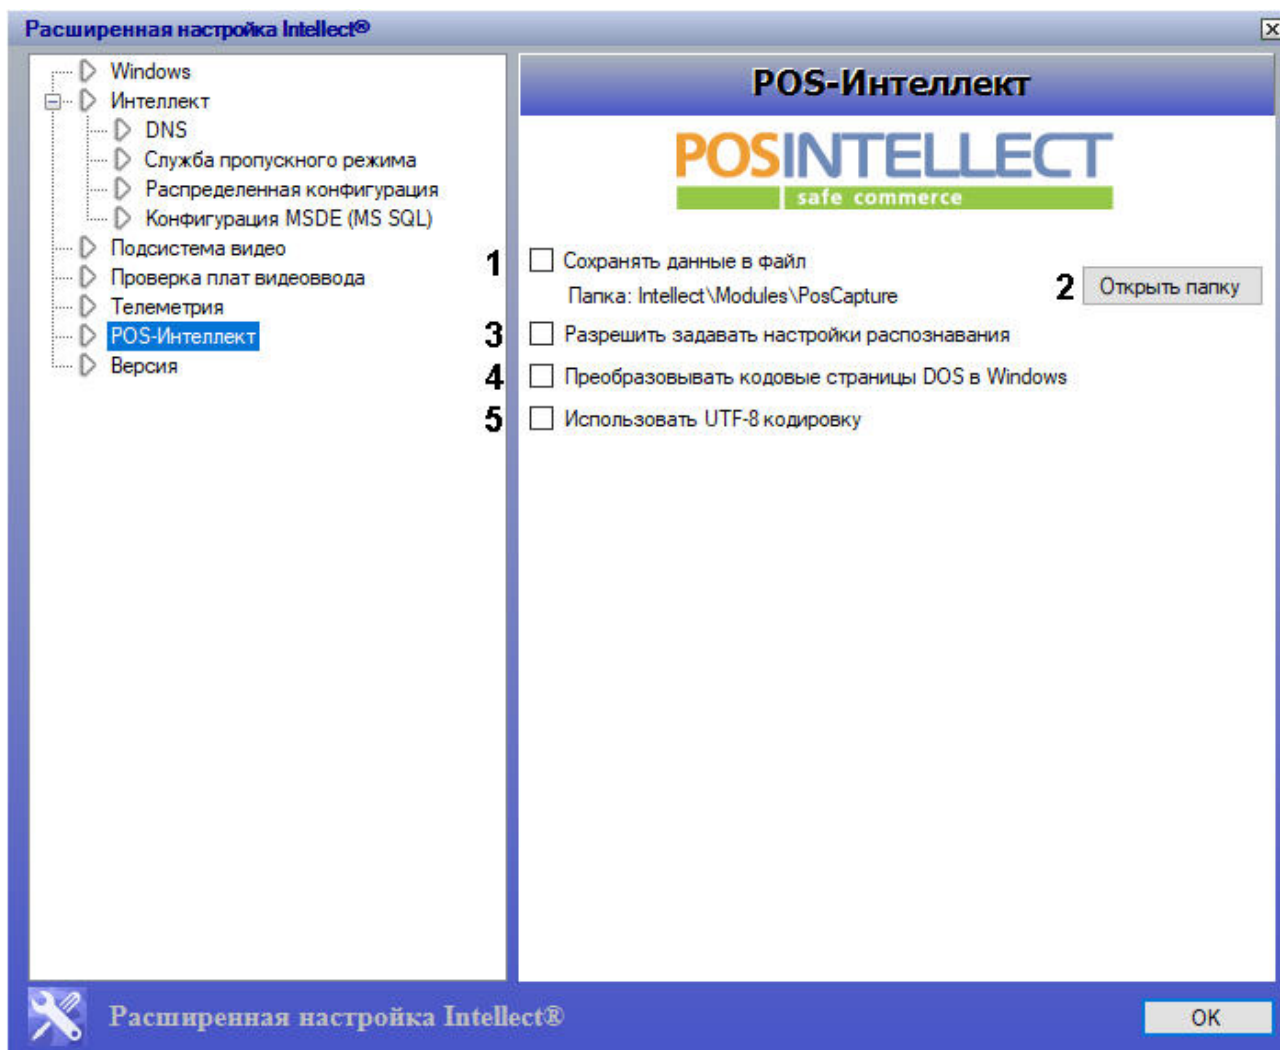 Расширенная настройка Intellect®
Windows
Интеллект
DNS
Служба пропускного режима
Распределенная конфигурация
Конфигурация MSDE (MS SQL)
Подсистема видео
Проверка плат видеоввода
Телеметрия
POS-Интеллект
Версия
POS-Интеллект
POSINTELLECT
safe commerce
1 Сохранять данные в файл
Папка: Intellect\Modules\PosCapture 2 Открыть папку
3 Разрешить задавать настройки распознавания
4 Преобразовывать кодовые страницы DOS в Windows
5 Использовать UTF-8 кодировку
Расширенная настройка Intellect® OK